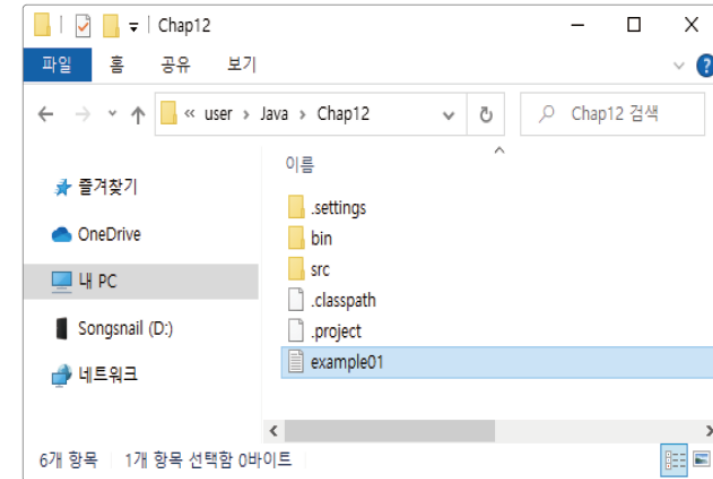 Chap12
파일 홈 공유 보기
« user › Java › Chap12
Chap12 검색
이름
즐겨찾기
OneDrive
내 PC
Songsnail (D:)
네트워크
.settings
bin
src
.classpath
.project
example01
6개 항목 1개 항목 선택함 0바이트